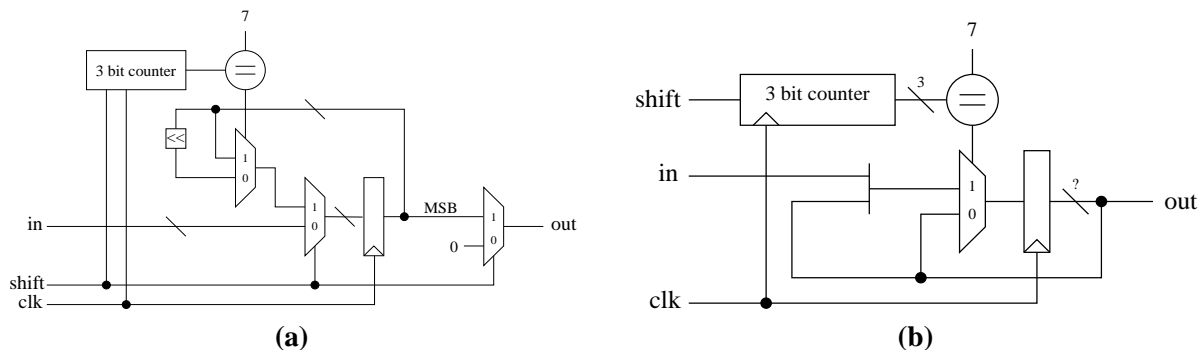 7
3 bit counter
=
<<
1
0
1
0
MSB
1
0
0
in
out
shift
clk
(a)
7
3
shift
3 bit counter
=
in
1
0
?
out
clk
(b)